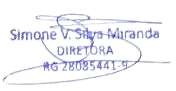 Simone V. Silva Miranda
DIRETORA
RG 28085441-9